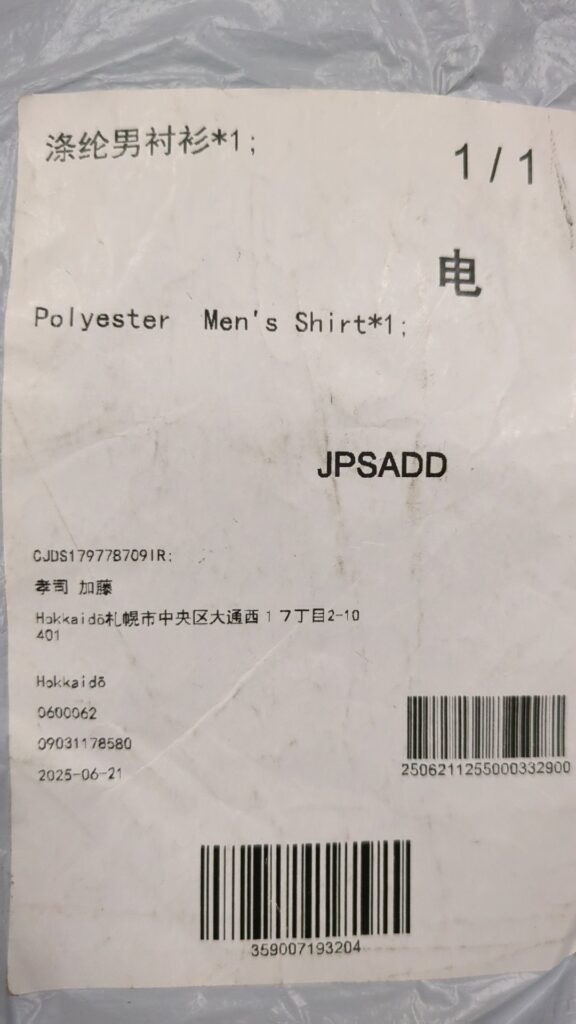 涤纶男衬衫*1;
1 / 1
电
Polyester Men's Shirt*1;
JPSADD
CJDS179778709IR:
孝司 加藤
Hokkaidō札幌市中央区大通西１７丁目2-10
401
Hokkaidō
0600062
09031178580
2025-06-21
2506211255000332900
359007193204